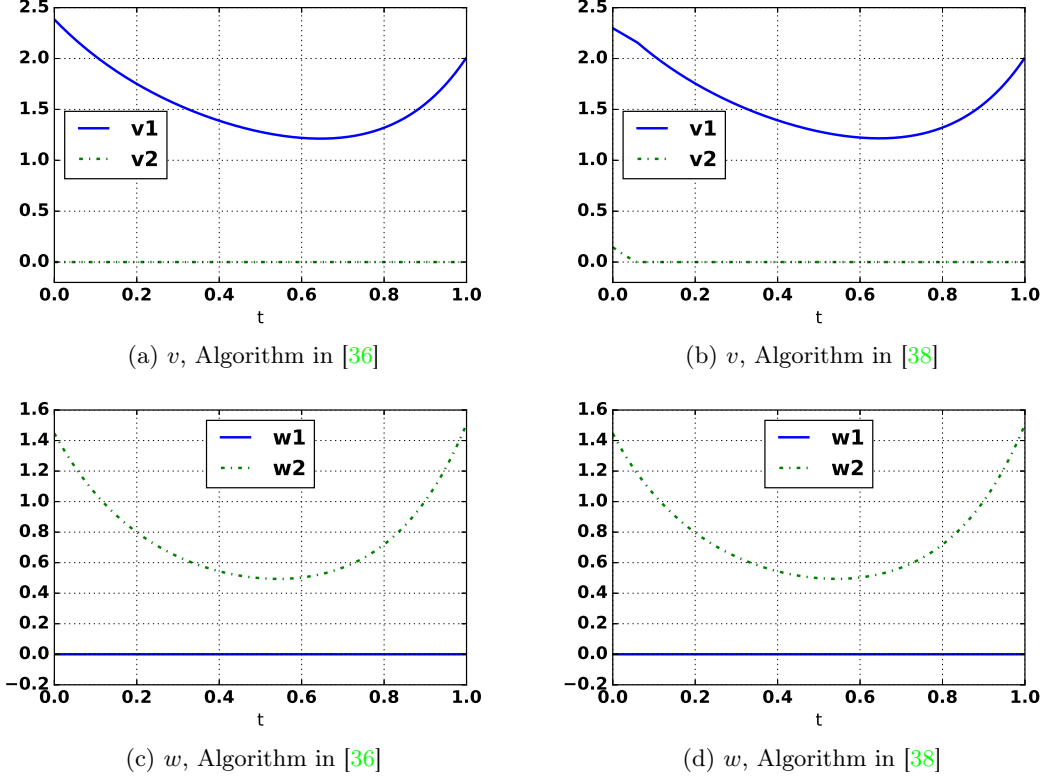 2.5
2.0
1.5
1.0
0.5
0.0
v1
v2
0.0 0.2 0.4 0.6 0.8 1.0
t
(a) v, Algorithm in [36]
2.5
2.0
1.5
1.0
0.5
0.0
v1
v2
0.0 0.2 0.4 0.6 0.8 1.0
t
(b) v, Algorithm in [38]
1.6
1.4
1.2
1.0
0.8
0.6
0.4
0.2
0.0
−0.2
w1
w2
0.0 0.2 0.4 0.6 0.8 1.0
t
(c) w, Algorithm in [36]
1.6
1.4
1.2
1.0
0.8
0.6
0.4
0.2
0.0
−0.2
w1
w2
0.0 0.2 0.4 0.6 0.8 1.0
t
(d) w, Algorithm in [38]